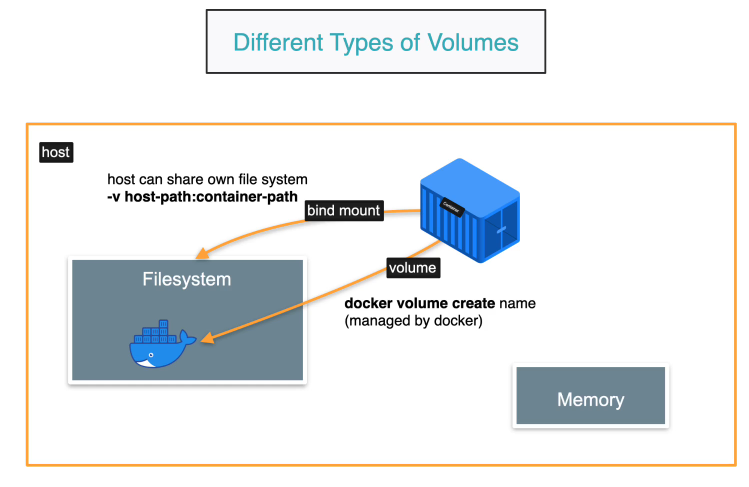 Different Types of Volumes
host
host can share own file system
-v host-path:container-path
bind mount
Container
volume
Filesystem
docker volume create name
(managed by docker)
Memory